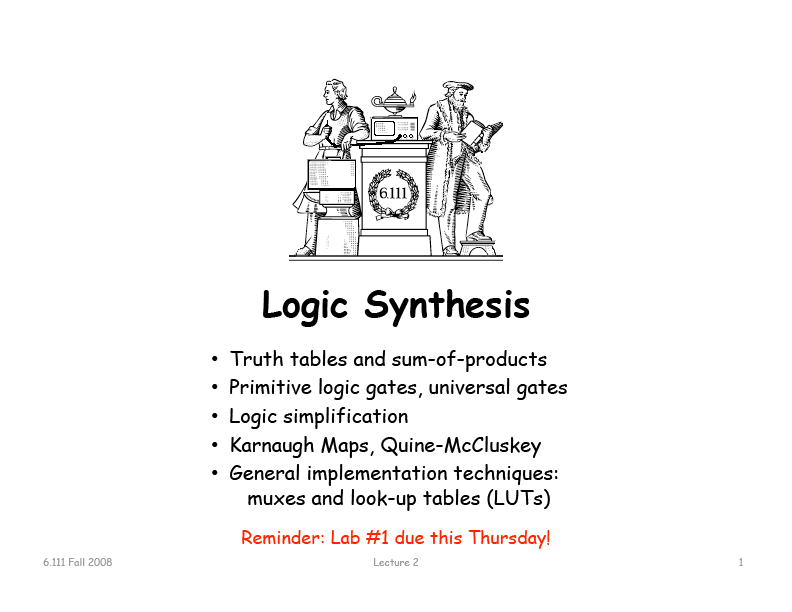 6.111
Logic Synthesis
• Truth tables and sum-of-products
• Primitive logic gates, universal gates
• Logic simplification
• Karnaugh Maps, Quine-McCluskey
• General implementation techniques:
muxes and look-up tables (LUTs)
Reminder: Lab #1 due this Thursday!
6.111 Fall 2008
Lecture 2
1